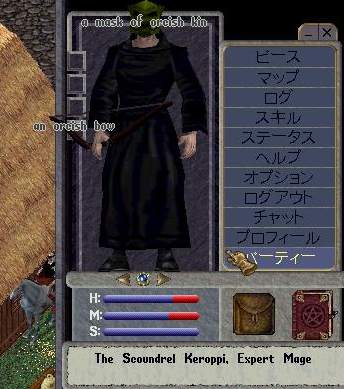 a mask of orcish kin
an orcish bow
ピース
マップ
ログ
スキル
ステータス
ヘルプ
オプション
ログアウト
チャット
プロフィール
パーティー
H:
M:
S:
The Scoundrel Keroppi, Expert Mage